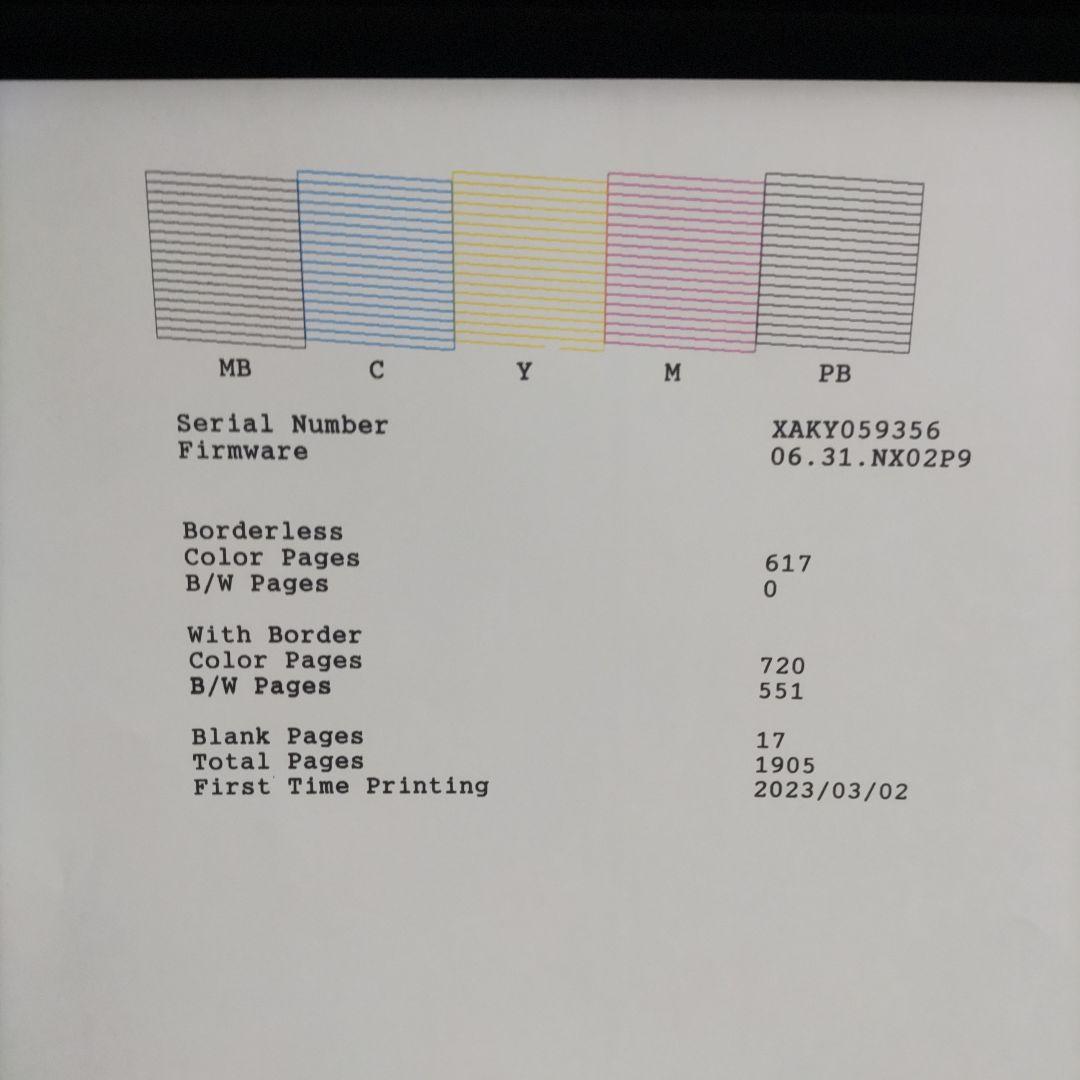 MB C Y M PB
Serial Number XAKY059356
Firmware 06.31.NX02P9
Borderless
Color Pages 617
B/W Pages 0
With Border
Color Pages 720
B/W Pages 551
Blank Pages 17
Total Pages 1905
First Time Printing 2023/03/02